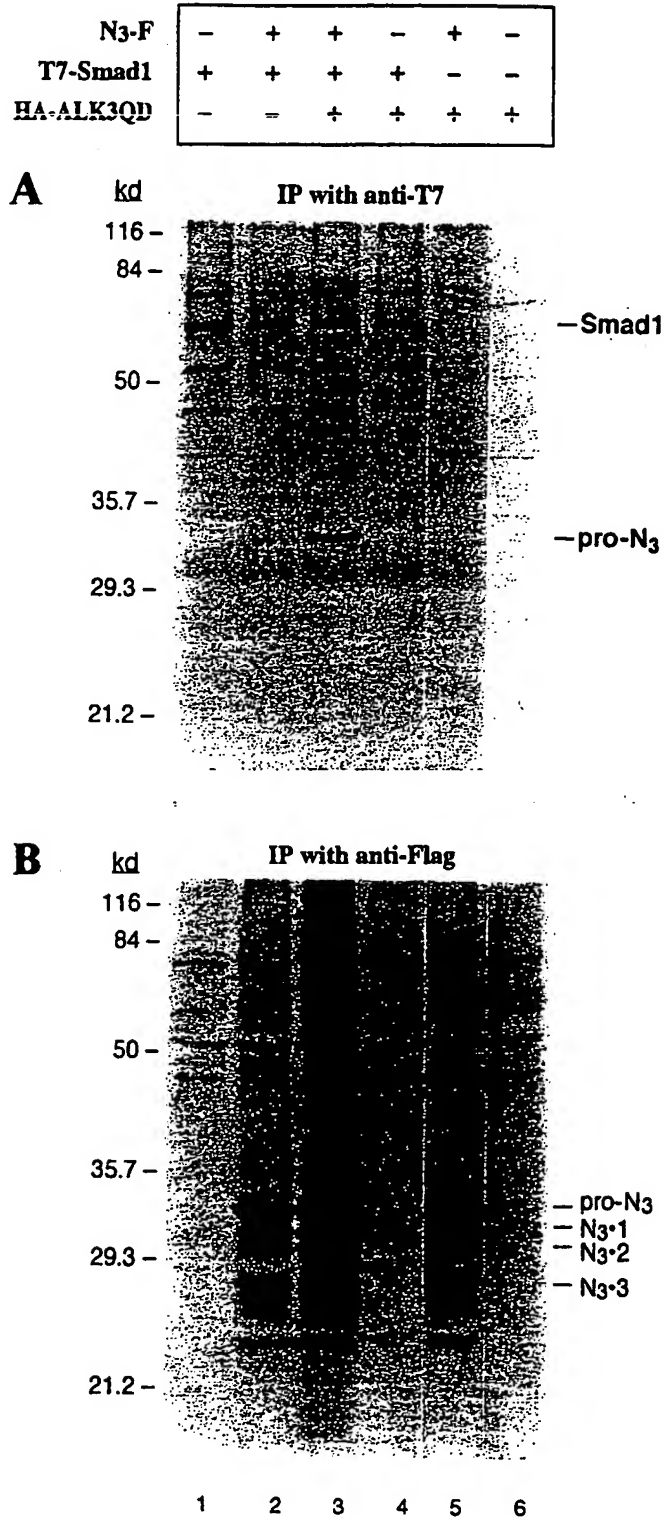 N3-F - + + - + -
T7-Smad1 + + + + - -
HA-ALK3QD - = + + + +
A kd IP with anti-T7
116 –
84 –
–Smad1
50 –
35.7 –
–pro-N3
29.3 –
21.2 –
B kd IP with anti-Flag
116 –
84 –
50 –
35.7 –
– pro-N3
– N3•1
– N3•2
29.3 –
– N3•3
21.2 –
1 2 3 4 5 6